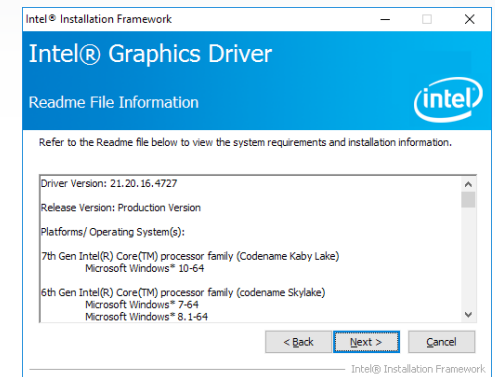 Intel® Installation Framework
Intel® Graphics Driver
Readme File Information
intel
Refer to the Readme file below to view the system requirements and installation information.
Driver Version: 21.20.16.4727
Release Version: Production Version
Platforms/ Operating System(s):
7th Gen Intel(R) Core(TM) processor family (Codename Kaby Lake)
Microsoft Windows* 10-64
6th Gen Intel(R) Core(TM) processor family (codename Skylake)
Microsoft Windows* 7-64
Microsoft Windows* 8.1-64
< Back Next > Cancel
Intel® Installation Framework